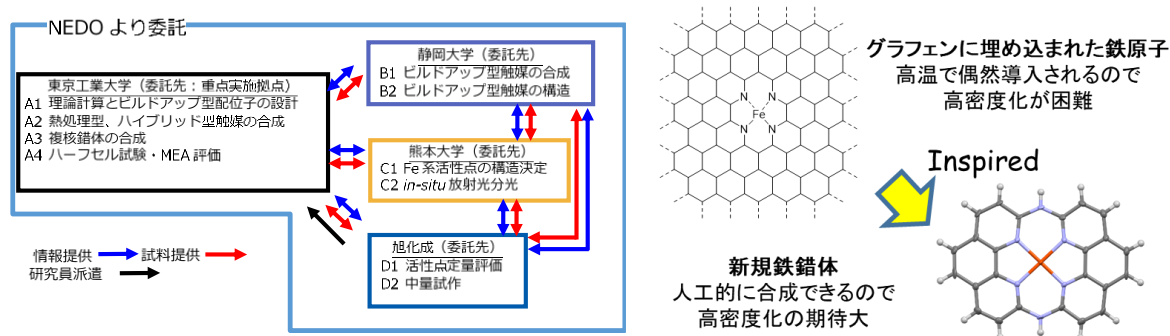 NEDO より委託
東京工業大学（委託先：重点実施拠点）
A1 理論計算とビルドアップ型配位子の設計
A2 熱処理型、ハイブリッド型触媒の合成
A3 複核錯体の合成
A4 ハーフセル試験・MEA 評価
静岡大学（委託先）
B1 ビルドアップ型触媒の合成
B2 ビルドアップ型触媒の構造
熊本大学（委託先）
C1 Fe 系活性点の構造決定
C2 in-situ 放射光分光
旭化成（委託先）
D1 活性点定量評価
D2 中量試作
情報提供
試料提供
研究員派遣
N
N
Fe
N
N
グラフェンに埋め込まれた鉄原子
高温で偶然導入されるので
高密度化が困難
Inspired
新規鉄錯体
人工的に合成できるので
高密度化の期待大